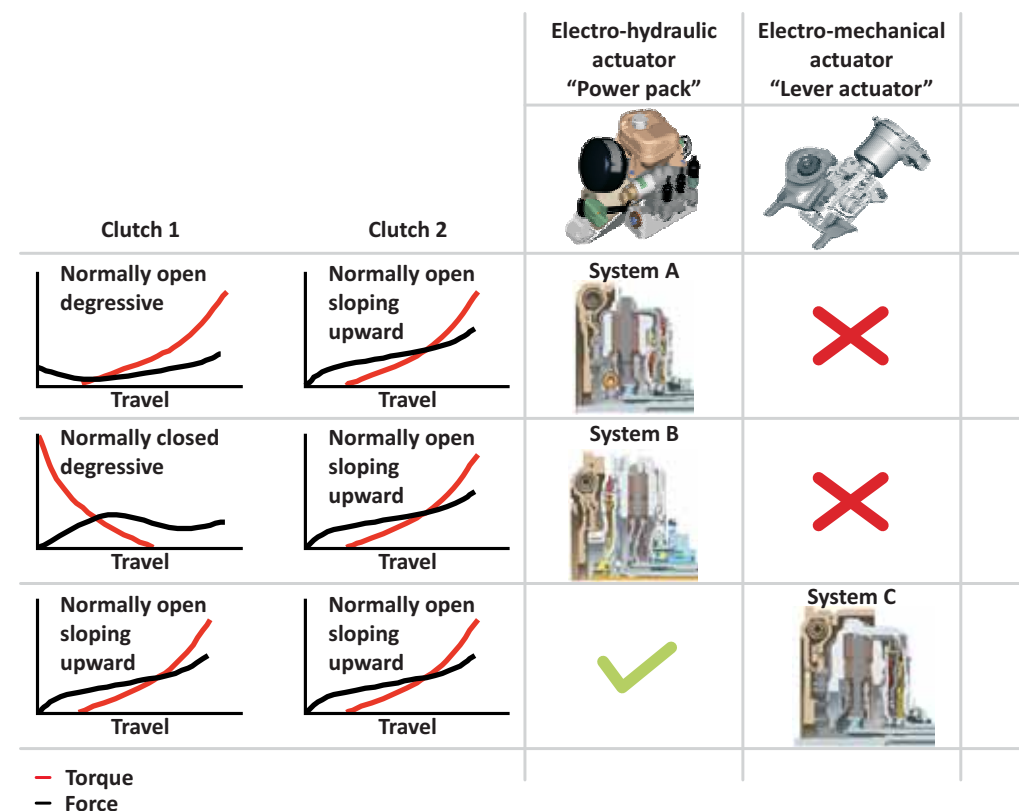 Electro-hydraulic
actuator
“Power pack”
Electro-mechanical
actuator
“Lever actuator”
Clutch 1
Clutch 2
Normally open
degressive
Travel
Normally open
sloping
upward
Travel
System A
Normally closed
degressive
Travel
Normally open
sloping
upward
Travel
System B
Normally open
sloping
upward
Travel
Normally open
sloping
upward
Travel
System C
Torque
Force